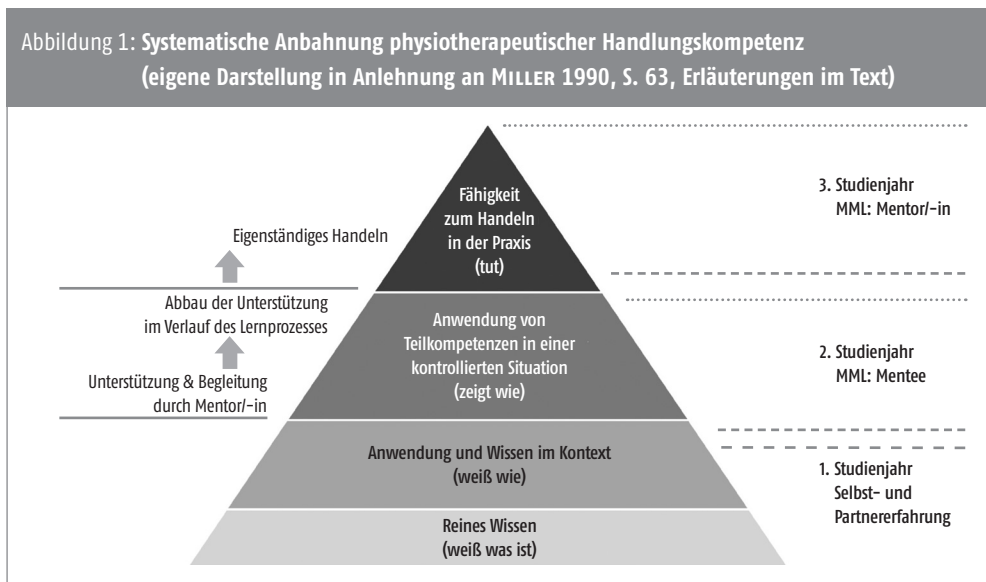 Abbildung 1: Systematische Anbahnung physiotherapeutischer Handlungskompetenz
(eigene Darstellung in Anlehnung an MILLER 1990, S. 63, Erläuterungen im Text)
Fähigkeit
zum Handeln
in der Praxis
(tut)
Eigenständiges Handeln
3. Studienjahr
MML: Mentor/-in
Abbau der Unterstützung
im Verlauf des Lernprozesses
Unterstützung & Begleitung
durch Mentor/-in
Anwendung von
Teilkompetenzen in einer
kontrollierten Situation
(zeigt wie)
2. Studienjahr
MML: Mentee
Anwendung und Wissen im Kontext
(weiß wie)
1. Studienjahr
Selbst- und
Partnererfahrung
Reines Wissen
(weiß was ist)